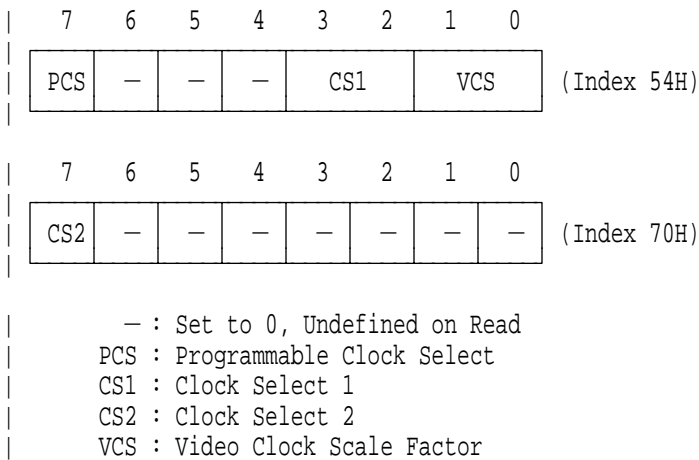 7 6 5 4 3 2 1 0
PCS — — — CS1 VCS (Index 54H)
7 6 5 4 3 2 1 0
CS2 — — — — — — — (Index 70H)
— : Set to 0, Undefined on Read
PCS : Programmable Clock Select
CS1 : Clock Select 1
CS2 : Clock Select 2
VCS : Video Clock Scale Factor